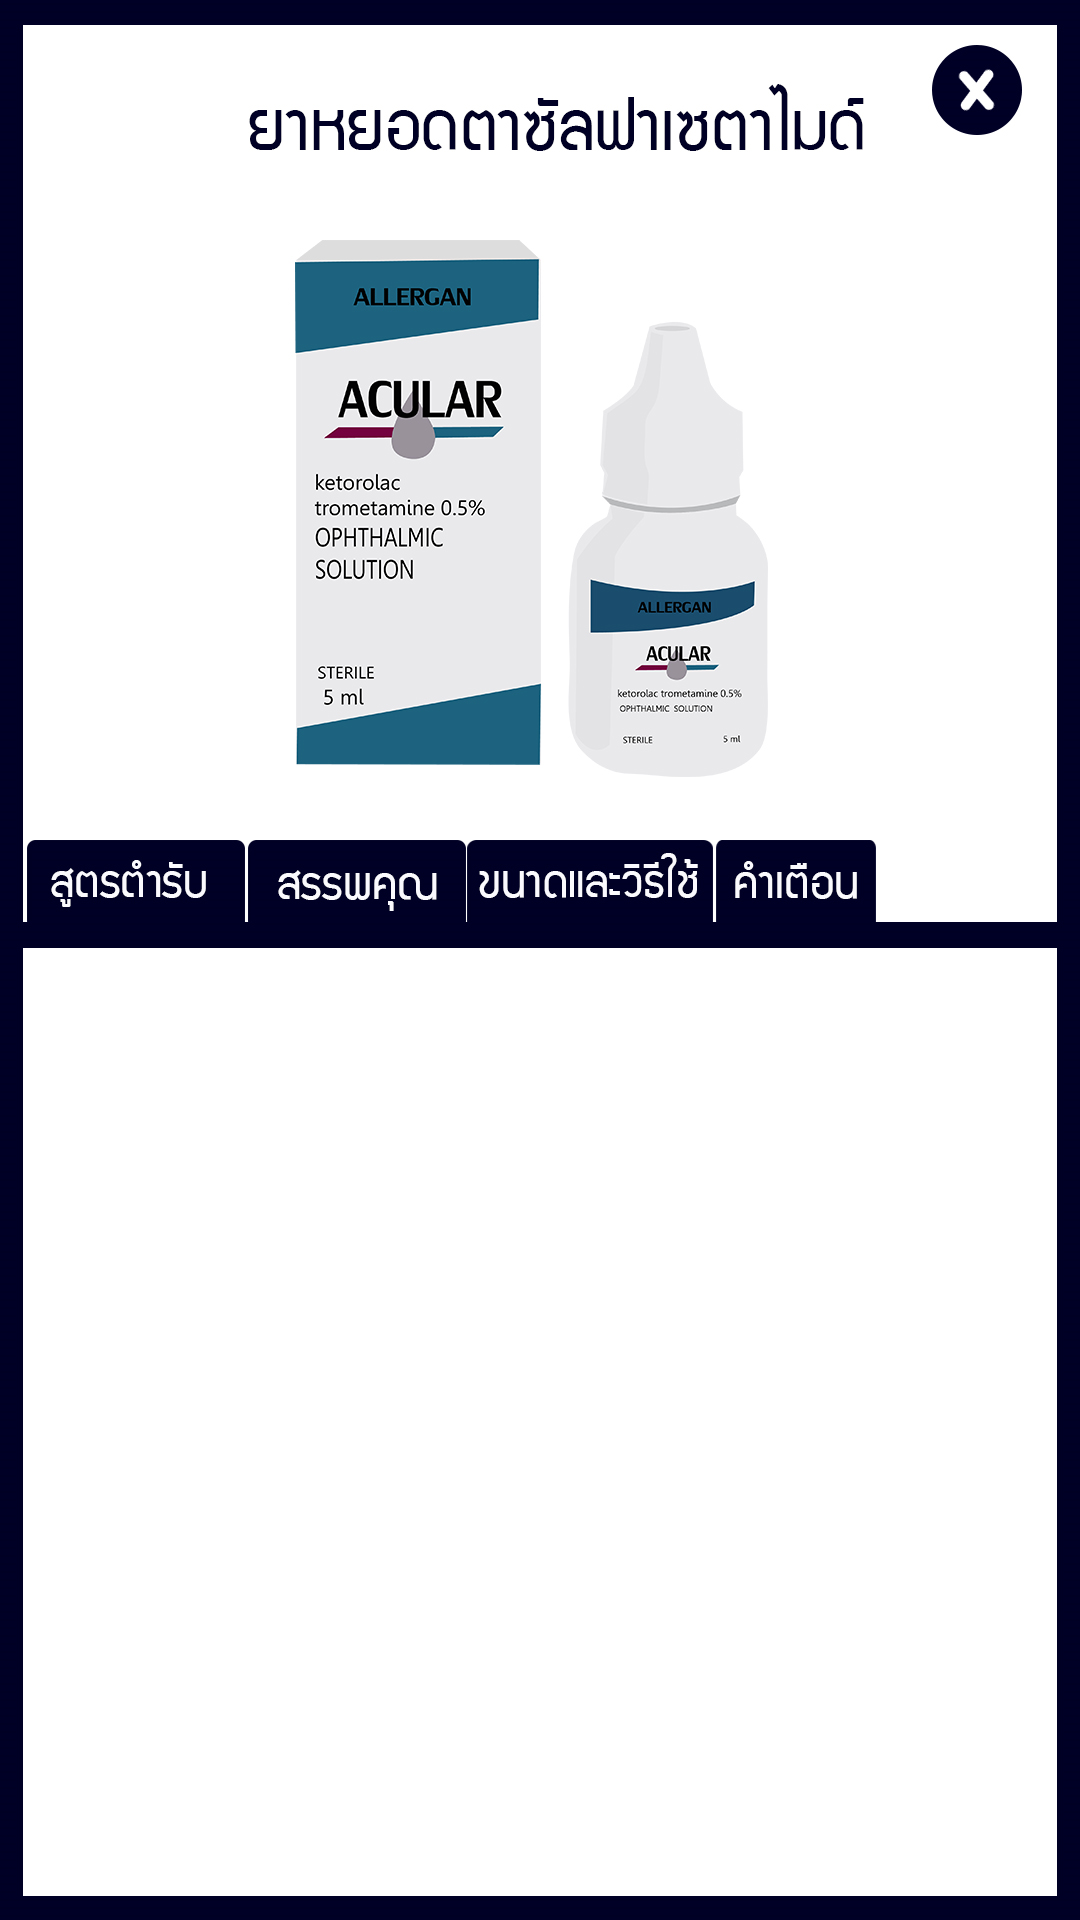 X
ยาหยอดตาซัลฟาเซตาไมด์
ALLERGAN
ACULAR
ketorolac
trometamine 0.5%
OPHTHALMIC
SOLUTION
STERILE
5 ml
ALLERGAN
ACULAR
ketorolac trometamine 0.5%
OPHTHALMIC SOLUTION
STERILE 5 ml
สูตรตำรับ สรรพคุณ ขนาดและวิธีใช้ คำเตือน